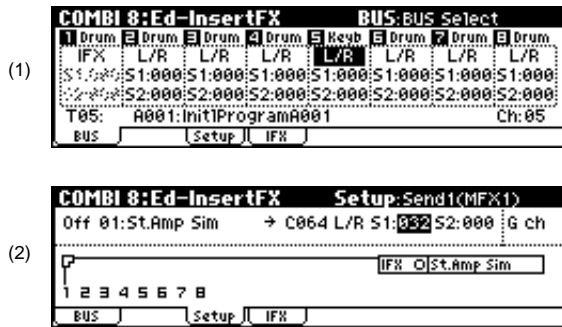 (1)
COMBI 8:Ed-InsertFX BUS:BUS Select
1 Drum 2 Drum 3 Drum 4 Drum 5 Keyb 6 Drum 7 Drum 8 Drum
IFX L/R L/R L/R L/R L/R L/R L/R
S1:000 S1:000 S1:000 S1:000 S1:000 S1:000 S1:000
S2:000 S2:000 S2:000 S2:000 S2:000 S2:000 S2:000
T05: A001:Init1ProgramA001 Ch:05
BUS Setup IFX
(2)
COMBI 8:Ed-InsertFX Setup:Send1(MFX1)
Off 01:St.Amp Sim → C064 L/R S1:032 S2:000 G ch
IFX O St.Amp Sim
1 2 3 4 5 6 7 8
BUS Setup IFX